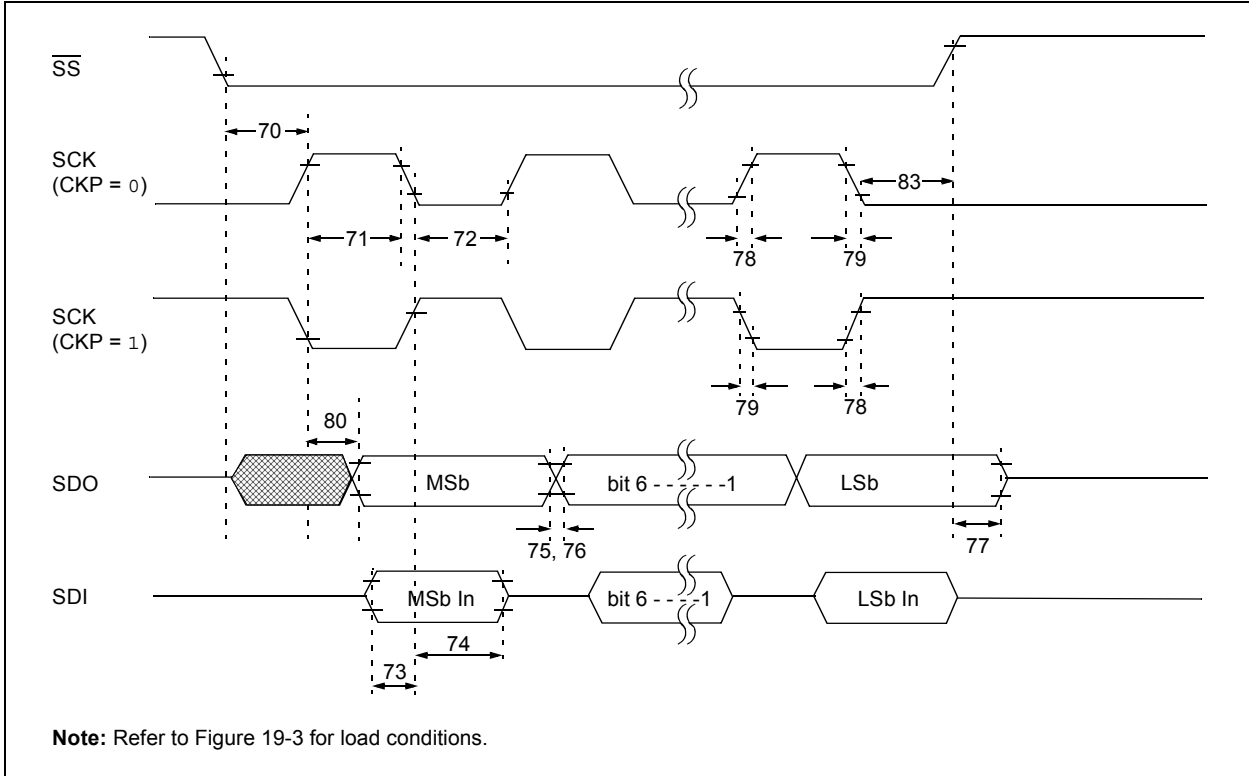 SS
70
SCK
(CKP = 0)
83
71
72
78
79
SCK
(CKP = 1)
79
78
80
SDO
MSb
bit 6 - - - - - - -1
LSb
75, 76
77
SDI
MSb In
bit 6 - - - - -1
LSb In
74
73
Note: Refer to Figure 19-3 for load conditions.